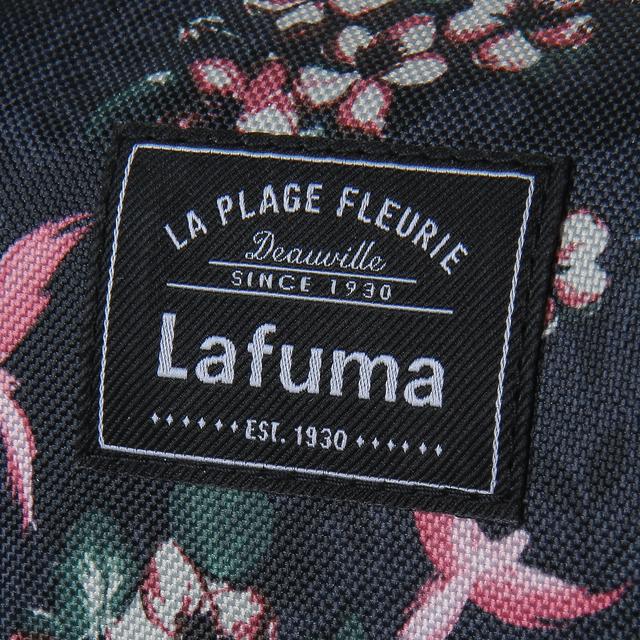 LA PLAGE FLEURIE
Deauville
SINCE 1930
Lafuma
EST. 1930